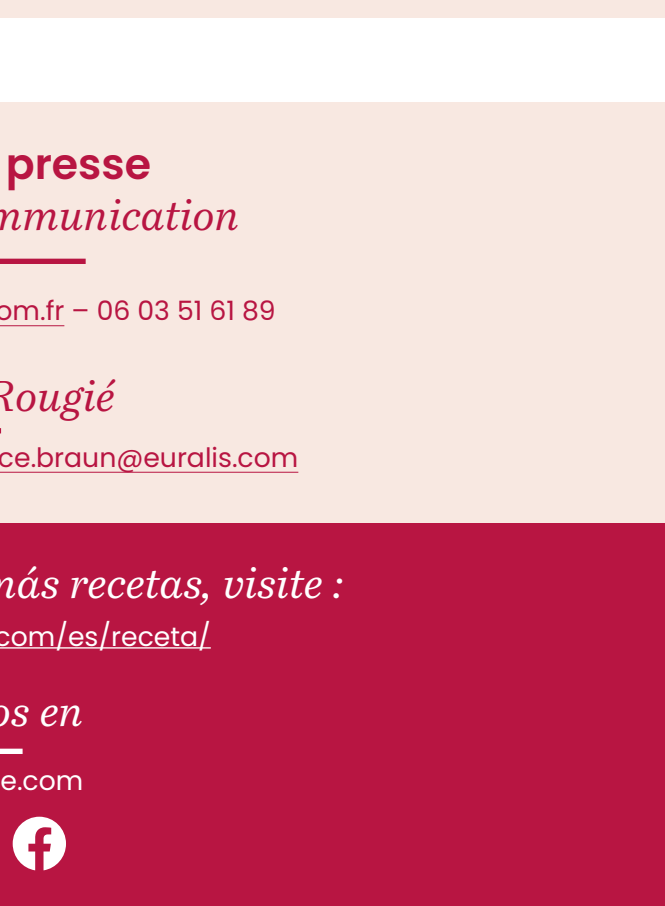 presse
mmunication
om.fr – 06 03 51 61 89
Rougié
ce.braun@euralis.com
más recetas, visite :
.com/es/receta/
os en
e.com